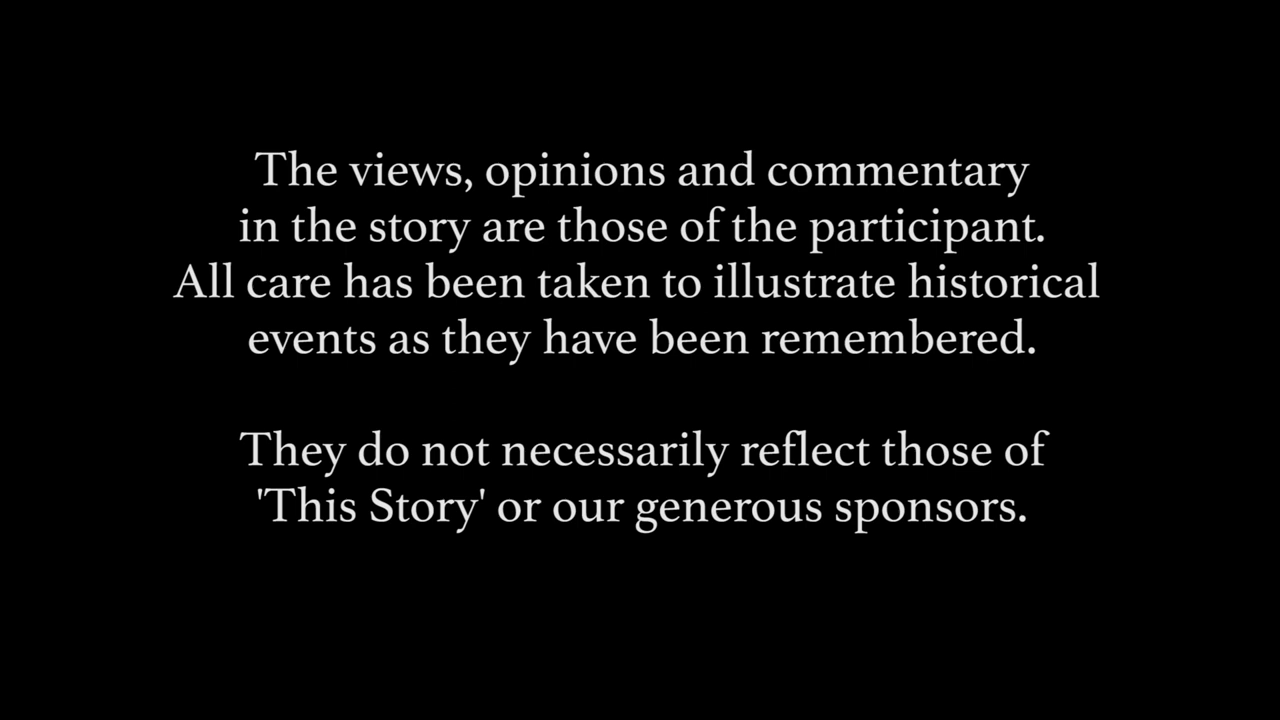 The views, opinions and commentary
in the story are those of the participant.
All care has been taken to illustrate historical
events as they have been remembered.
They do not necessarily reflect those of
'This Story' or our generous sponsors.